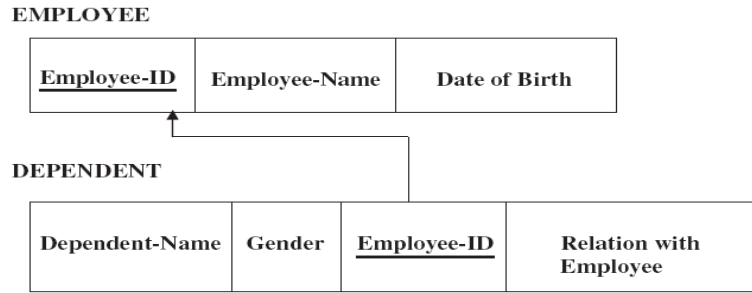 EMPLOYEE
Employee-ID Employee-Name Date of Birth
DEPENDENT
Dependent-Name Gender Employee-ID Relation with
Employee